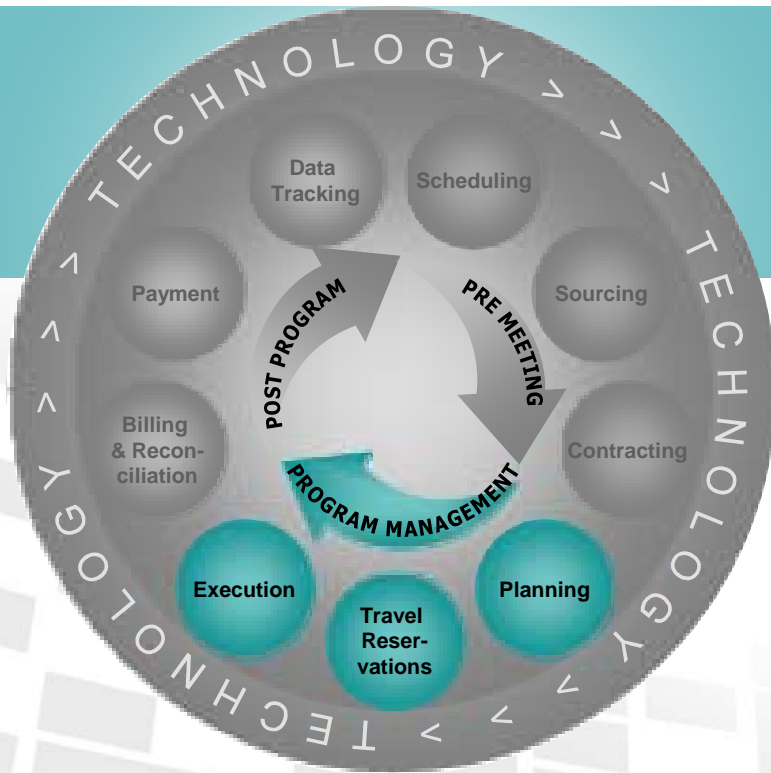 TECHNOLOGY > > > TECHNOLOGY > > > TECHNOLOGY > > > TECHNOLOGY > > >
Data
Tracking
Scheduling
Sourcing
Contracting
Planning
Travel
Reser-
vations
Execution
Billing
& Recon-
ciliation
Payment
PRE MEETING
PROGRAM MANAGEMENT
POST PROGRAM